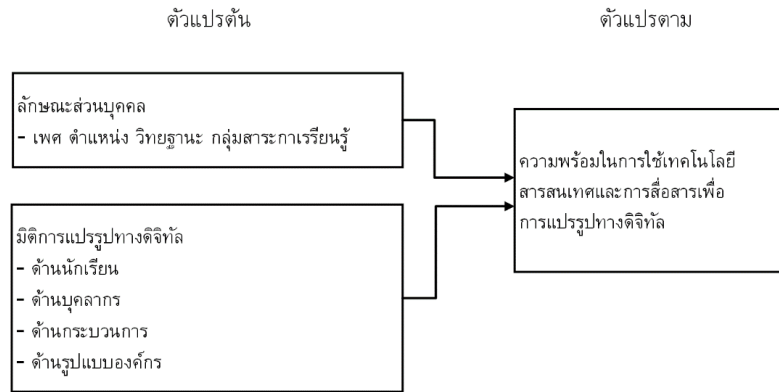 ตัวแปรต้น
ตัวแปรตาม
ลักษณะส่วนบุคคล
- เพศ ตำแหน่ง วิทยฐานะ กลุ่มสาระกาเรรียนรู้
มิติการแปรรูปทางดิจิทัล
- ด้านนักเรียน
- ด้านบุคลากร
- ด้านกระบวนการ
- ด้านรูปแบบองค์กร
ความพร้อมในการใช้เทคโนโลยี
สารสนเทศและการสื่อสารเพื่อ
การแปรรูปทางดิจิทัล